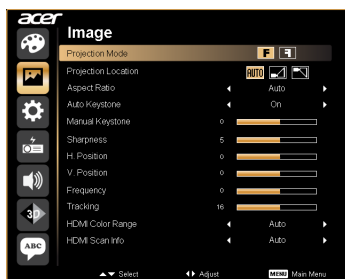 acer
Image
Projection Mode F F
Projection Location AUTO
Aspect Ratio Auto
Auto Keystone On
Manual Keystone 0
Sharpness 5
H. Position 0
V. Position 0
Frequency 0
Tracking 16
HDMI Color Range Auto
HDMI Scan Info Auto
3D
ABC
Select Adjust MENU Main Menu